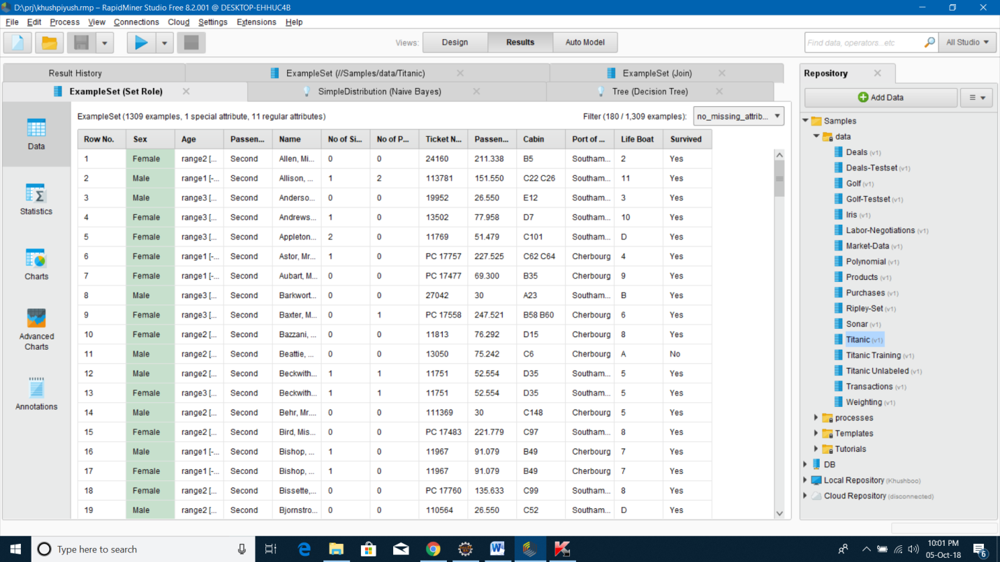 D:\prj\khushpiyush.rmp – RapidMiner Studio Free 8.2.001 @ DESKTOP-EHHUC4B
File Edit Process View Connections Cloud Settings Extensions Help
Views: Design Results Auto Model Find data, operators...etc All Studio
Result History ExampleSet (//Samples/data/Titanic) ExampleSet (Join)
ExampleSet (Set Role) SimpleDistribution (Naive Bayes) Tree (Decision Tree)
ExampleSet (1309 examples, 1 special attribute, 11 regular attributes) Filter (180 / 1,309 examples): no_missing_attrib...
Row No. Sex Age Passen... Name No of Si... No of P... Ticket N... Passen... Cabin Port of ... Life Boat Survived
1 Female range2 [... Second Allen, Mi... 0 0 24160 211.338 B5 Southam... 2 Yes
2 Male range1 [-... Second Allison, ... 1 2 113781 151.550 C22 C26 Southam... 11 Yes
3 Male range3 [... Second Anderso... 0 0 19952 26.550 E12 Southam... 3 Yes
4 Female range3 [... Second Andrews... 1 0 13502 77.958 D7 Southam... 10 Yes
5 Female range3 [... Second Appleton... 2 0 11769 51.479 C101 Southam... D Yes
6 Female range1 [-... Second Astor, Mr... 1 0 PC 17757 227.525 C62 C64 Cherbourg 4 Yes
7 Female range1 [-... Second Aubart, M... 0 0 PC 17477 69.300 B35 Cherbourg 9 Yes
8 Male range3 [... Second Barkwort... 0 0 27042 30 A23 Southam... B Yes
9 Female range3 [... Second Baxter, M... 0 1 PC 17558 247.521 B58 B60 Cherbourg 6 Yes
10 Female range2 [... Second Bazzani, ... 0 0 11813 76.292 D15 Cherbourg 8 Yes
11 Male range2 [... Second Beattie, ... 0 0 13050 75.242 C6 Cherbourg A No
12 Male range2 [... Second Beckwith... 1 1 11751 52.554 D35 Southam... 5 Yes
13 Female range2 [... Second Beckwith... 1 1 11751 52.554 D35 Southam... 5 Yes
14 Male range2 [... Second Behr, Mr.... 0 0 111369 30 C148 Cherbourg 5 Yes
15 Female range2 [... Second Bird, Mis... 0 0 PC 17483 221.779 C97 Southam... 8 Yes
16 Male range1 [-... Second Bishop, ... 1 0 11967 91.079 B49 Cherbourg 7 Yes
17 Female range1 [-... Second Bishop, ... 1 0 11967 91.079 B49 Cherbourg 7 Yes
18 Female range2 [... Second Bissette,... 0 0 PC 17760 135.633 C99 Southam... 8 Yes
19 Male range2 [... Second Bjornstro... 0 0 110564 26.550 C52 Southam... D Yes
Data
Statistics
Charts
Advanced
Charts
Annotations
Repository
Add Data
Samples
data
Deals (v1)
Deals-Testset (v1)
Golf (v1)
Golf-Testset (v1)
Iris (v1)
Labor-Negotiations (v1)
Market-Data (v1)
Polynomial (v1)
Products (v1)
Purchases (v1)
Ripley-Set (v1)
Sonar (v1)
Titanic (v1)
Titanic Training (v1)
Titanic Unlabeled (v1)
Transactions (v1)
Weighting (v1)
processes
Templates
Tutorials
DB
Local Repository (Khushboo)
Cloud Repository (disconnected)
Type here to search
10:01 PM
05-Oct-18
6